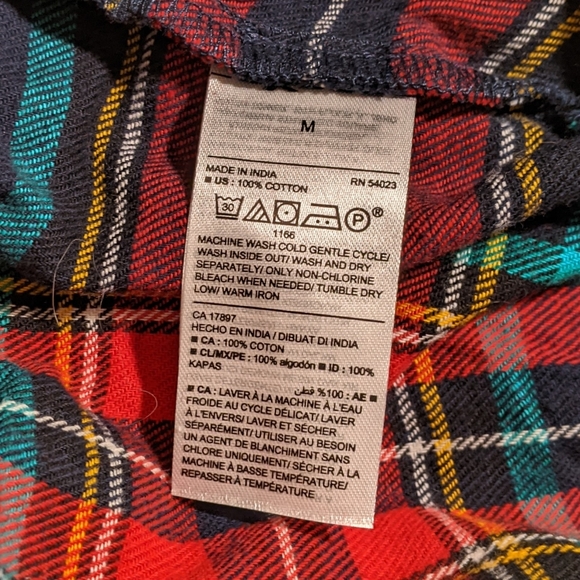 M
MADE IN INDIA RN 54023
■ US : 100% COTTON
30 P ®
1166
MACHINE WASH COLD GENTLE CYCLE/
WASH INSIDE OUT/ WASH AND DRY
SEPARATELY/ ONLY NON-CHLORINE
BLEACH WHEN NEEDED/ TUMBLE DRY
LOW/ WARM IRON
CA 17897
HECHO EN INDIA / DIBUAT DI INDIA
■ CA : 100% COTON
■ CL/MX/PE : 100% algodón ■ ID : 100%
KAPAS
■ AE : 100% قطن
■ CA : LAVER À LA MACHINE À L'EAU
FROIDE AU CYCLE DÉLICAT/ LAVER
À L'ENVERS/ LAVER ET SÉCHER
SÉPARÉMENT/ UTILISER AU BESOIN
UN AGENT DE BLANCHIMENT SANS
CHLORE UNIQUEMENT/ SÉCHER À LA
MACHINE À BASSE TEMPÉRATURE/
REPASSER À TEMPÉRATURE